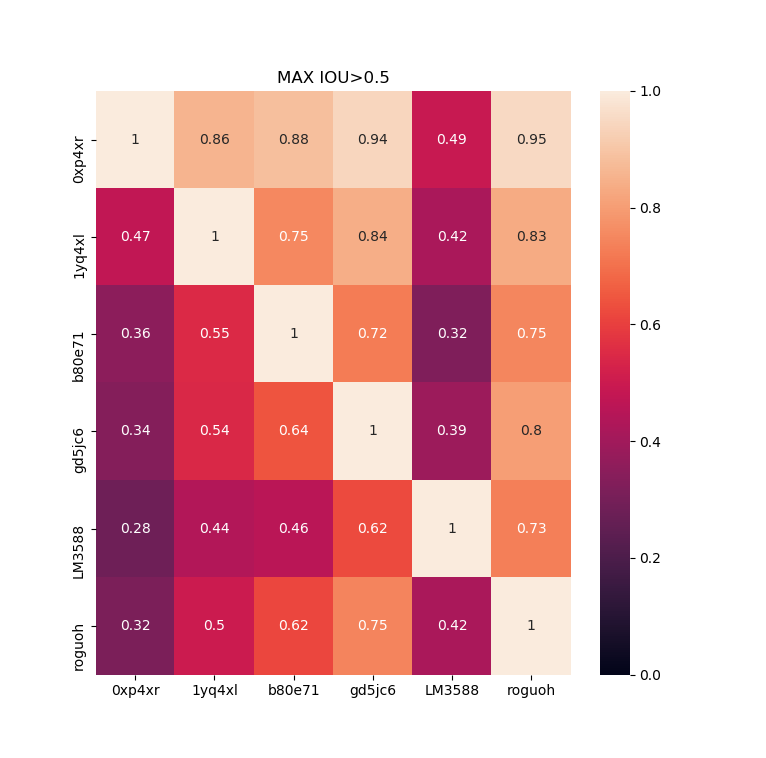 MAX IOU>0.5
0xp4xr 1 0.86 0.88 0.94 0.49 0.95
1yq4xl 0.47 1 0.75 0.84 0.42 0.83
b80e71 0.36 0.55 1 0.72 0.32 0.75
gd5jc6 0.34 0.54 0.64 1 0.39 0.8
LM3588 0.28 0.44 0.46 0.62 1 0.73
roguoh 0.32 0.5 0.62 0.75 0.42 1
0xp4xr 1yq4xl b80e71 gd5jc6 LM3588 roguoh
1.0
0.8
0.6
0.4
0.2
0.0